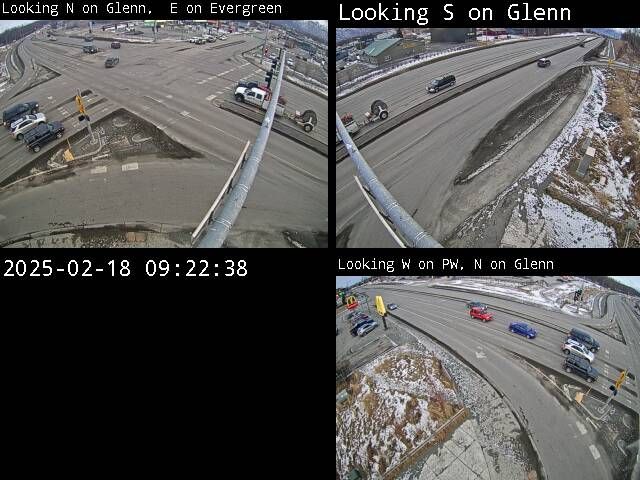 Looking N on Glenn,  E on Evergreen
Looking S on Glenn
2025-02-18 09:22:38
Looking W on PW, N on Glenn